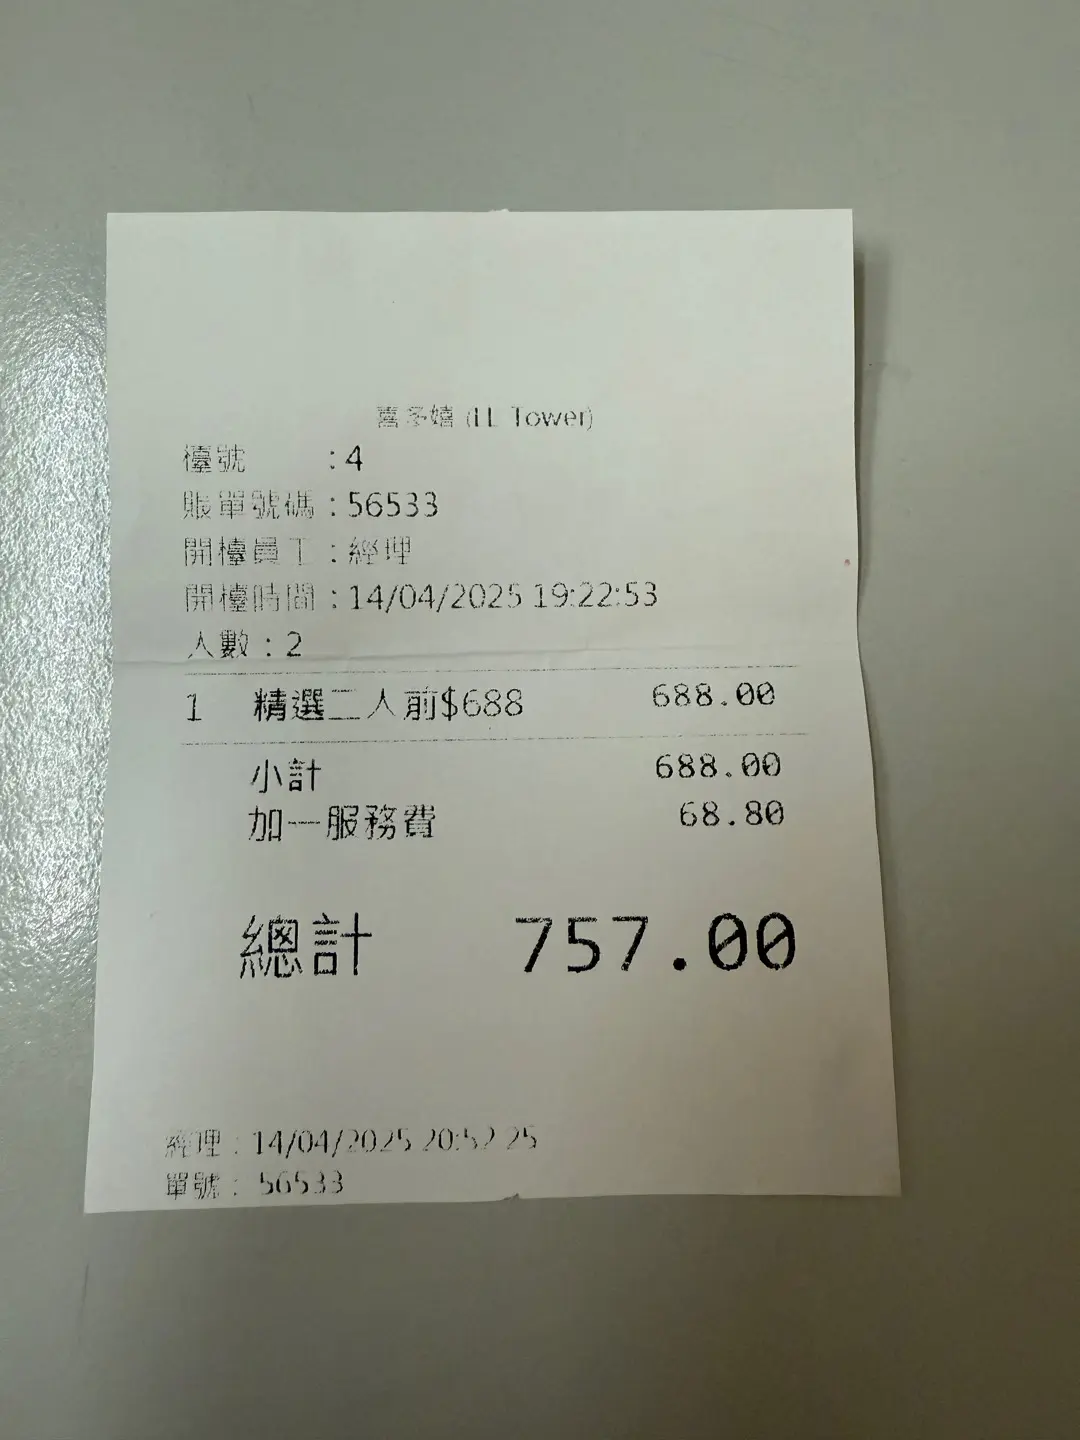 喜多嬉 (LL Tower)
檯號 : 4
賬單號碼 : 56533
開檯員工 : 經理
開檯時間 : 14/04/2025 19:22:53
人數 : 2
1 精選二人前$688 688.00
小計 688.00
加一服務費 68.80
總計 757.00
經理 : 14/04/2025 20:52:25
單號 : 56533